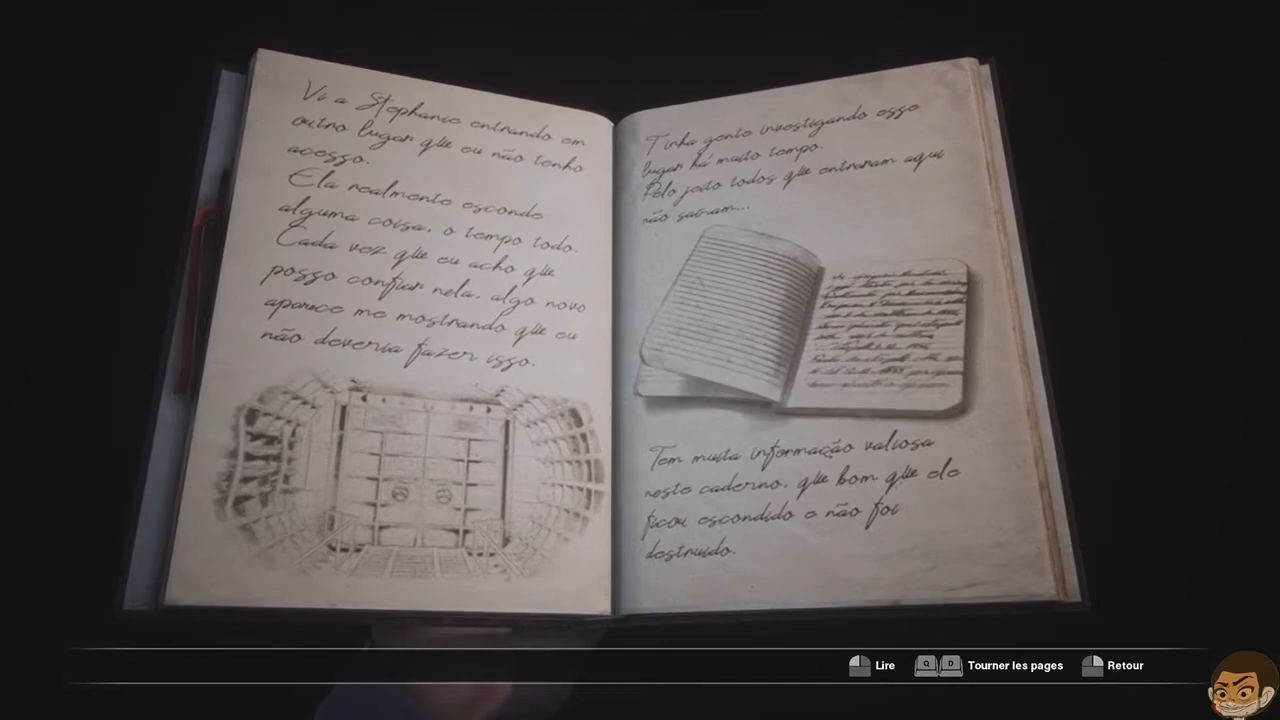 Vi a Stephanie entrando em
outro lugar que eu não tenho
acesso.
Ela realmente esconde
alguma coisa, o tempo todo.
Cada vez que eu acho que
posso confiar nela, algo novo
aparece me mostrando que eu
não deveria fazer isso.
Tinha gente investigando esse
lugar há muito tempo.
Pelo jeito todos que entraram aqui
não saíram...
Tem muita informação valiosa
neste caderno, que bom que ele
ficou escondido e não foi
destruído.
Lire
Q D Tourner les pages
Retour